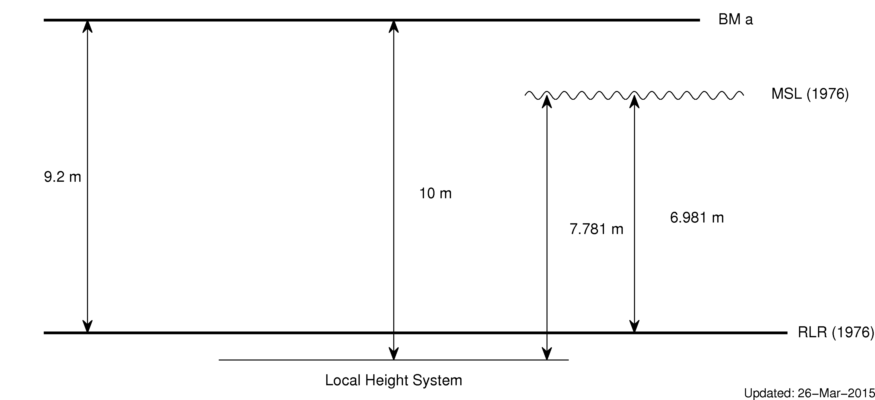 BM a
MSL (1976)
9.2 m
10 m
6.981 m
7.781 m
RLR (1976)
Local Height System
Updated: 26−Mar−2015